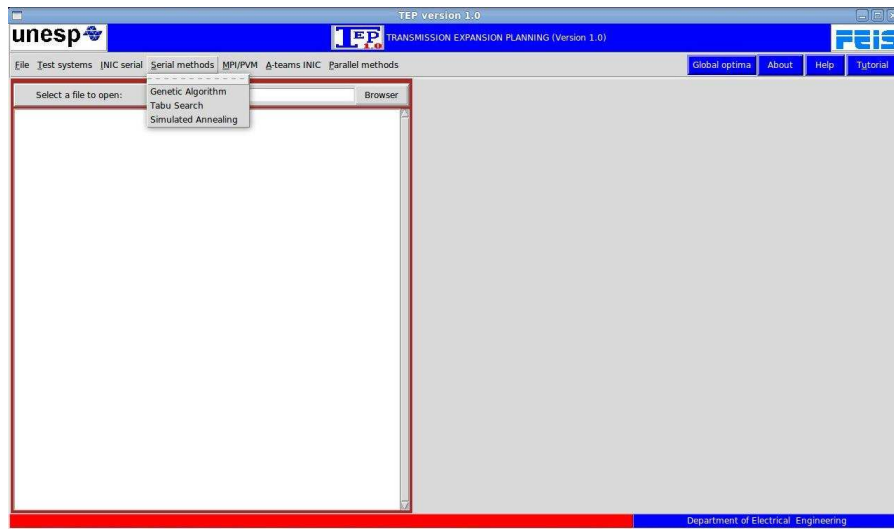 TEP version 1.0
unesp
TEP 1.0
TRANSMISSION EXPANSION PLANNING (Version 1.0)
FEIS
File Test systems INIC serial Serial methods MPI/PVM A-teams INIC Parallel methods
Global optima About Help Tutorial
Select a file to open: Browser
Genetic Algorithm
Tabu Search
Simulated Annealing
Department of Electrical Engineering